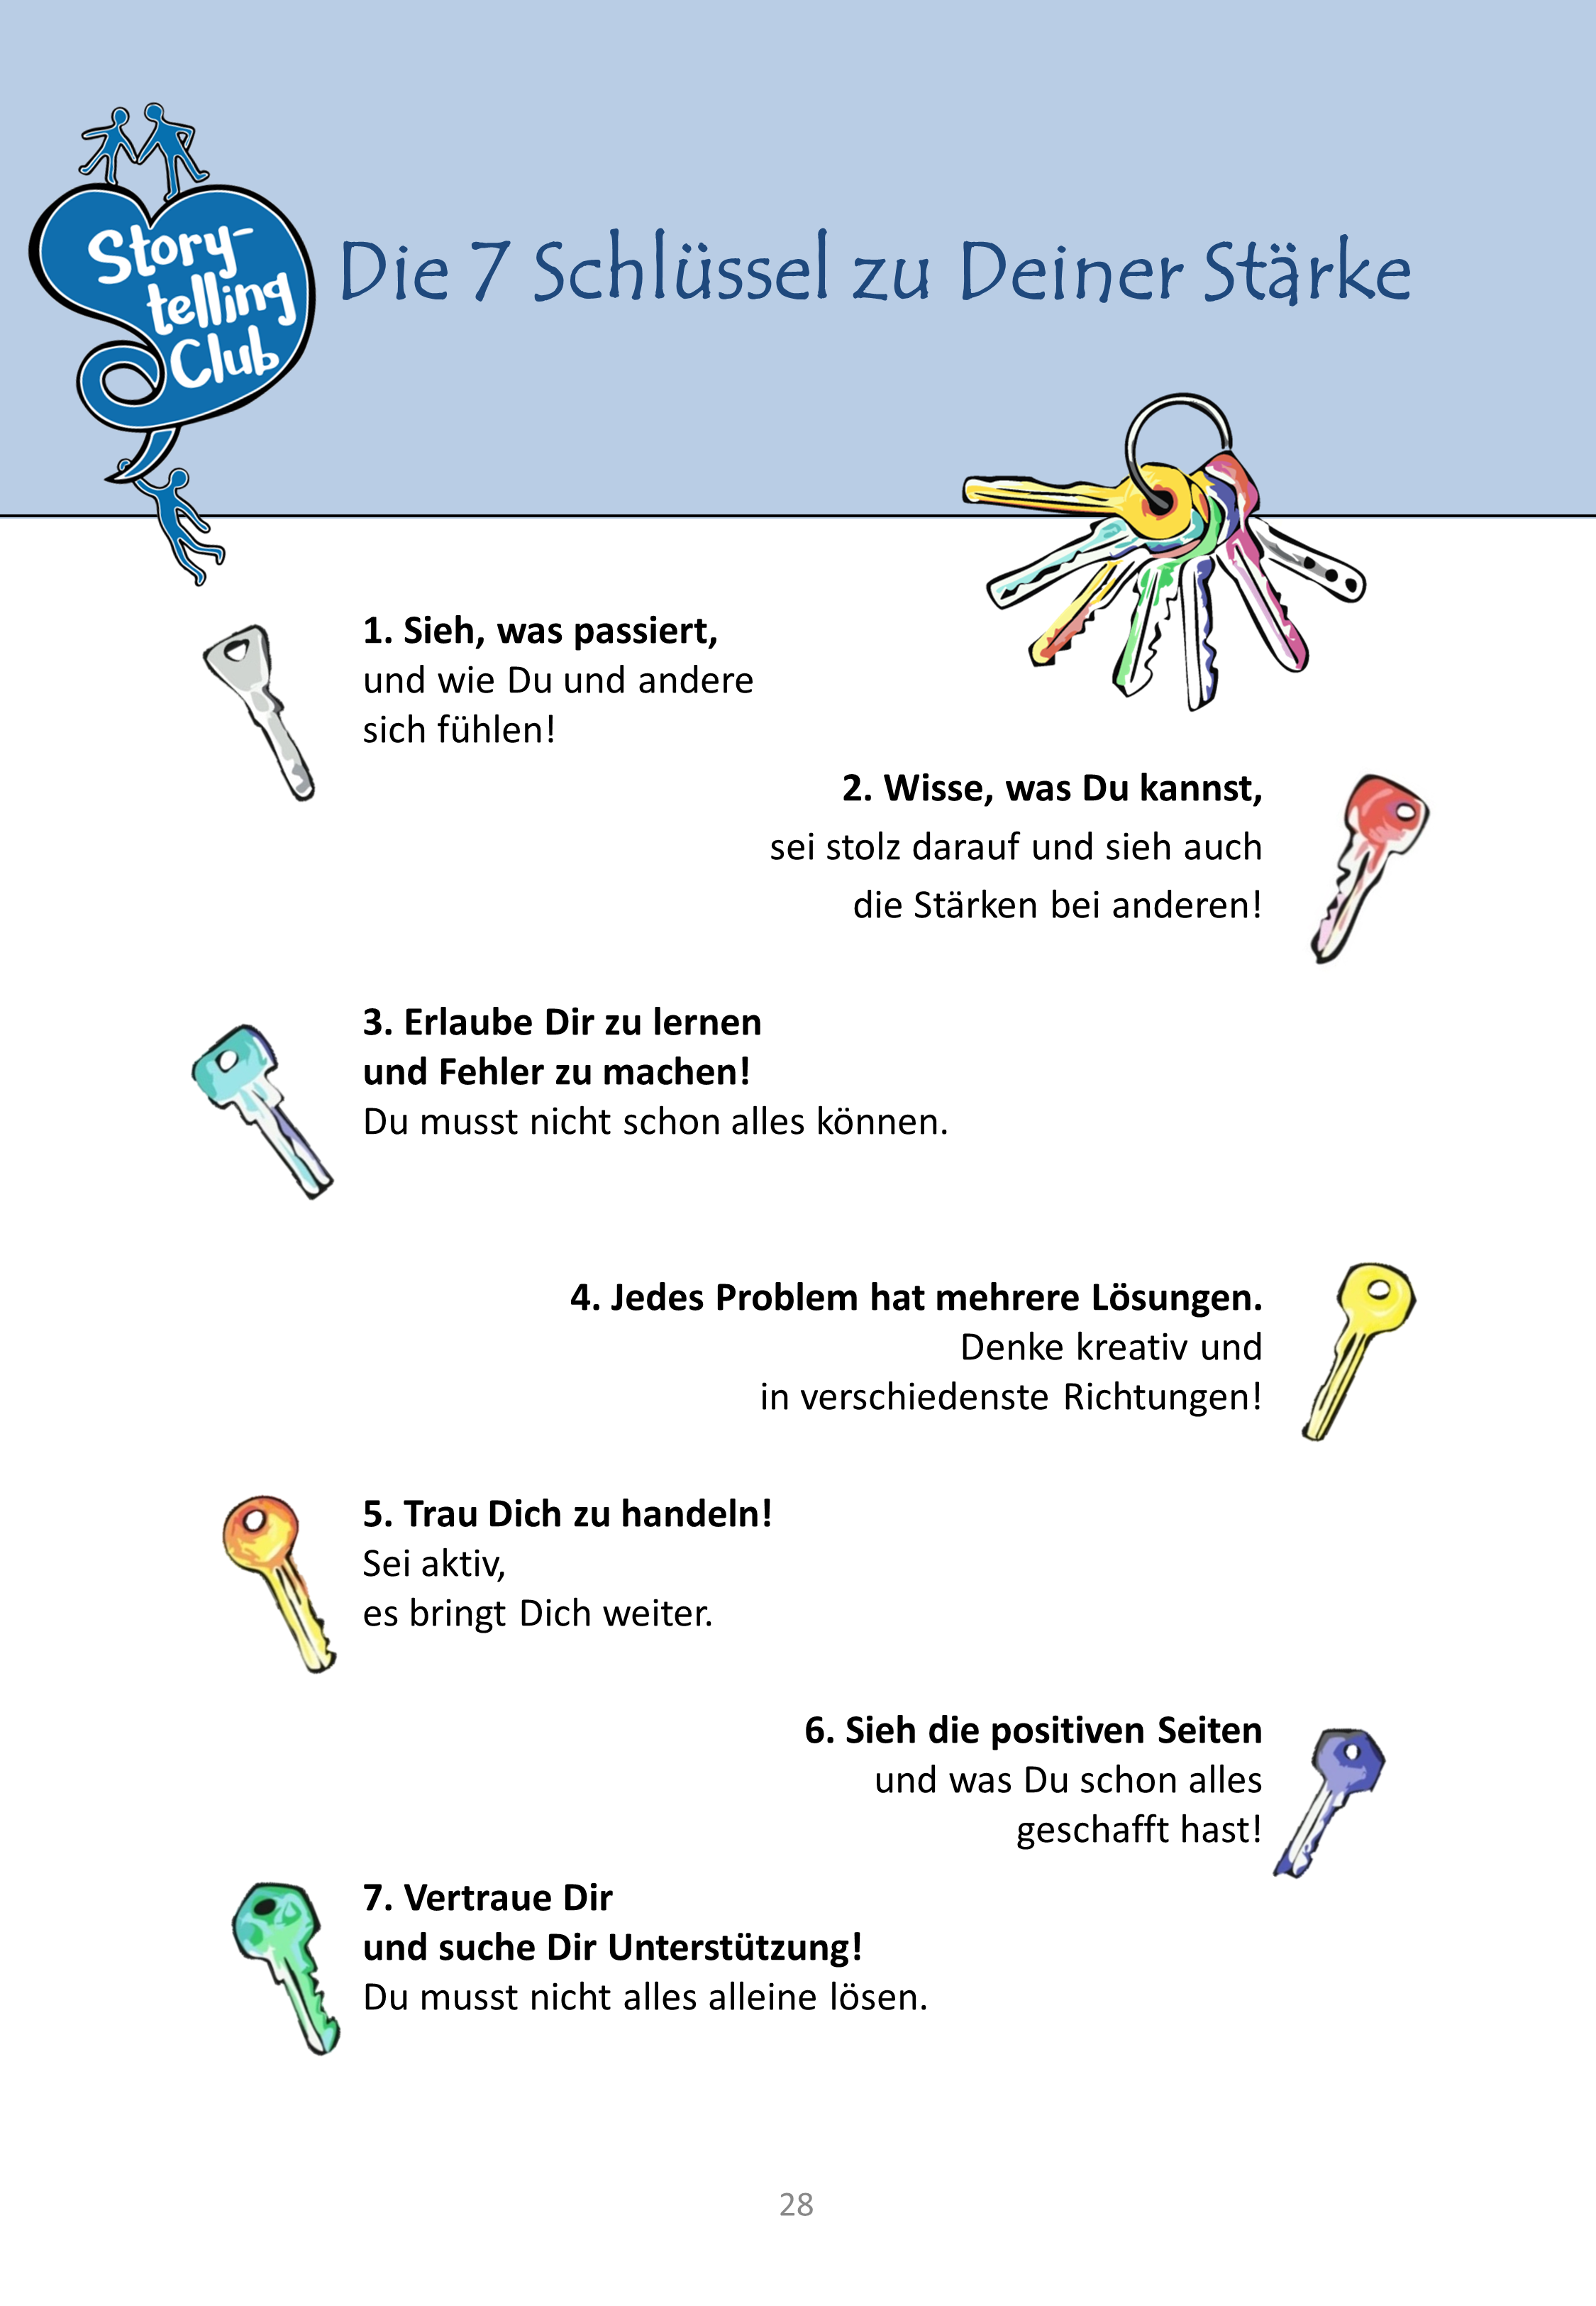 Story-
telling
Club
Die 7 Schlüssel zu Deiner Stärke
1. Sieh, was passiert,
und wie Du und andere
sich fühlen!
2. Wisse, was Du kannst,
sei stolz darauf und sieh auch
die Stärken bei anderen!
3. Erlaube Dir zu lernen
und Fehler zu machen!
Du musst nicht schon alles können.
4. Jedes Problem hat mehrere Lösungen.
Denke kreativ und
in verschiedenste Richtungen!
5. Trau Dich zu handeln!
Sei aktiv,
es bringt Dich weiter.
6. Sieh die positiven Seiten
und was Du schon alles
geschafft hast!
7. Vertraue Dir
und suche Dir Unterstützung!
Du musst nicht alles alleine lösen.
28